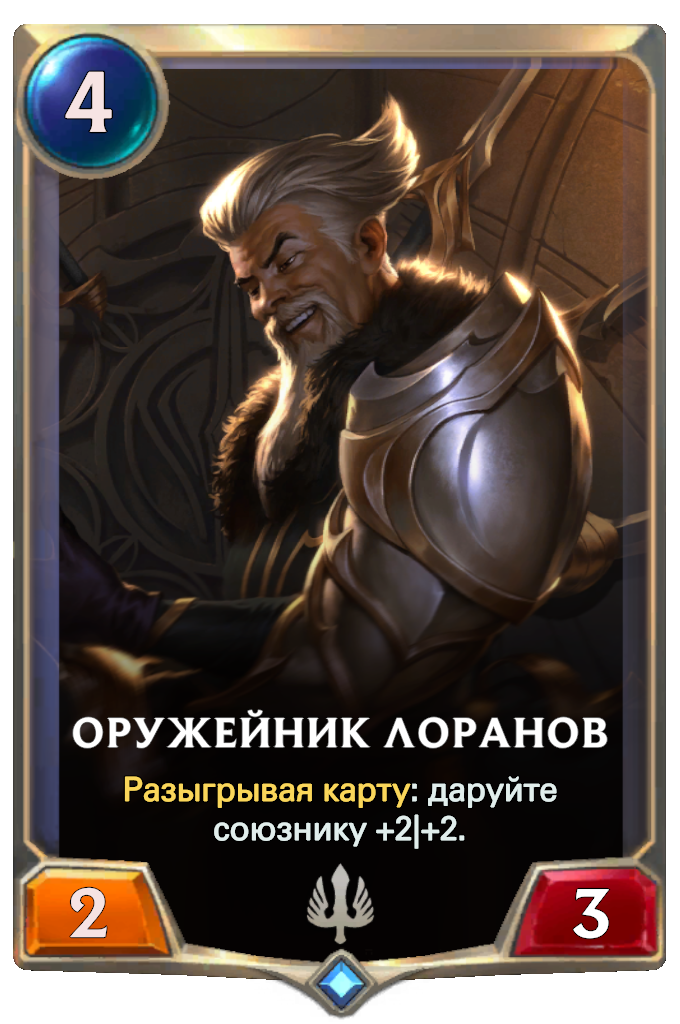 4
ОРУЖЕЙНИК ЛОРАНОВ
Разыгрывая карту: даруйте
союзнику +2|+2.
2
3